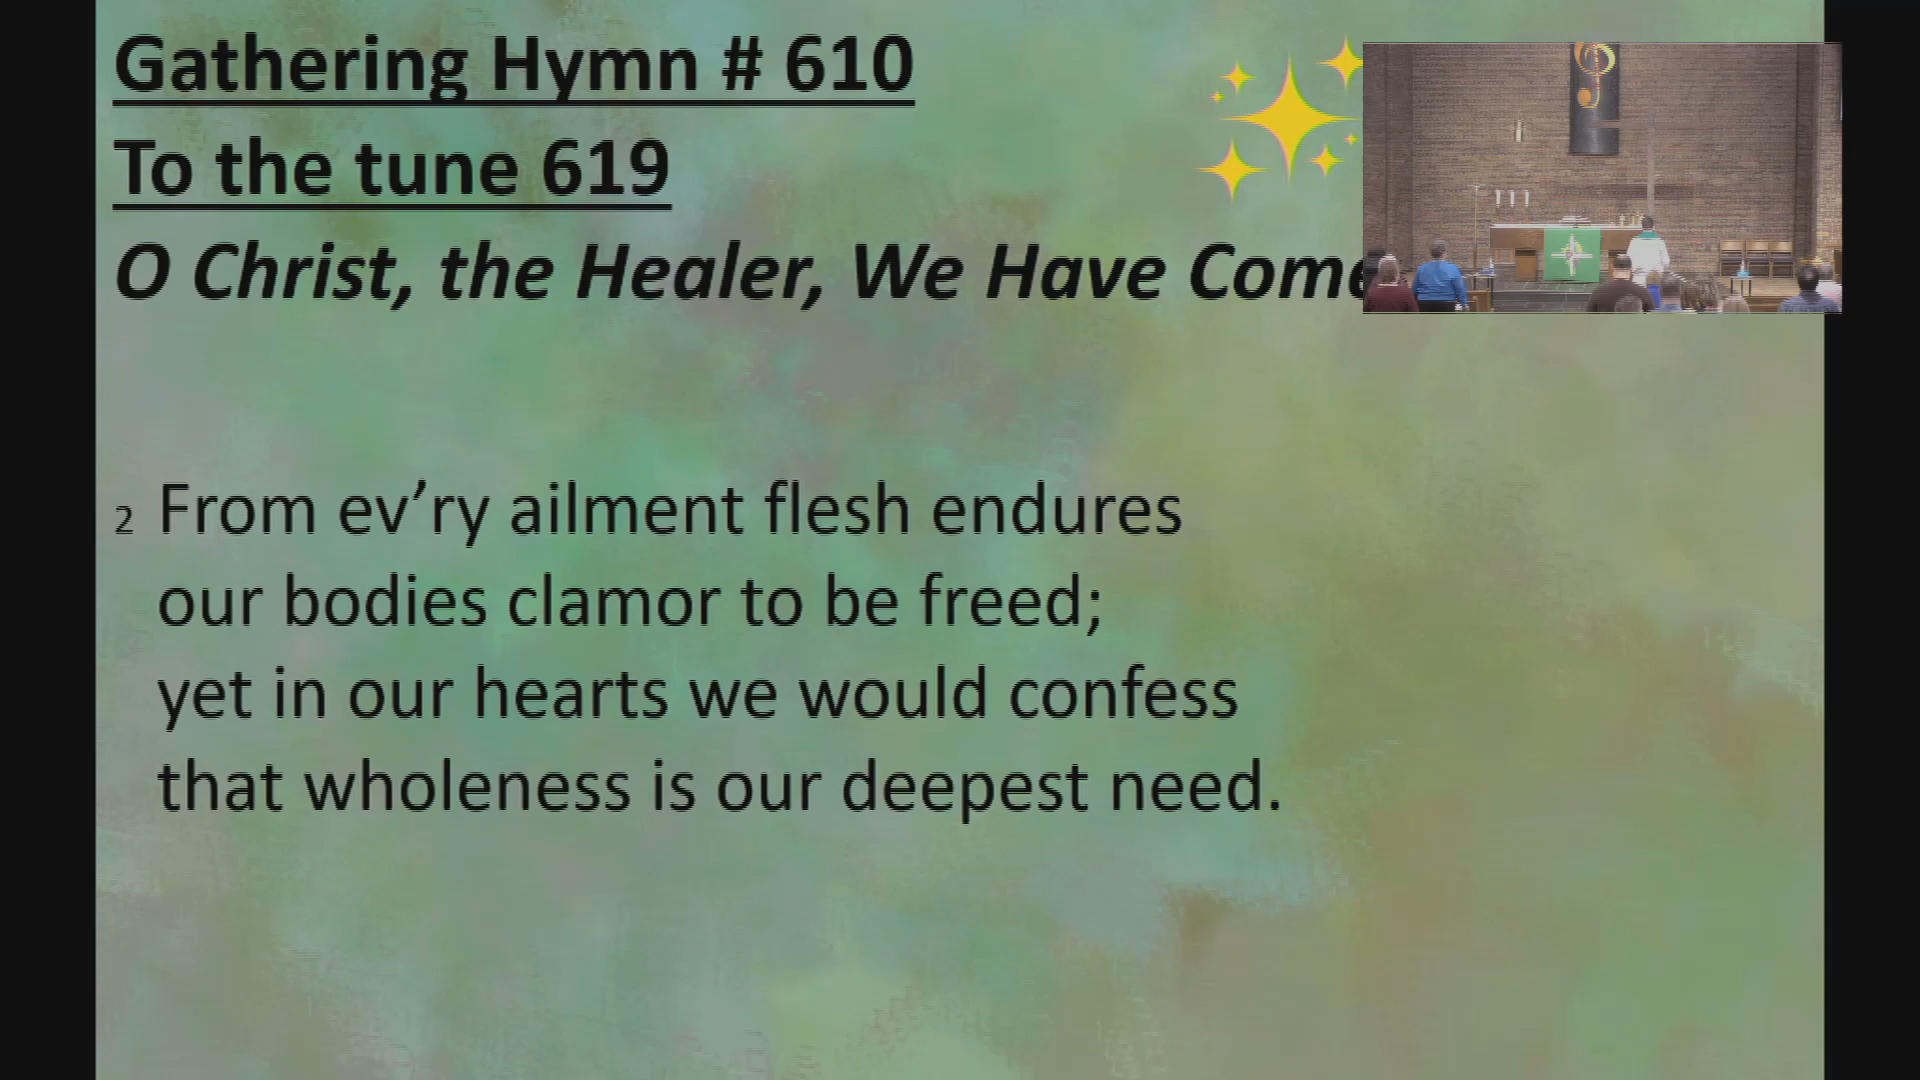 Gathering Hymn # 610
To the tune 619
O Christ, the Healer, We Have Come
2 From ev’ry ailment flesh endures
our bodies clamor to be freed;
yet in our hearts we would confess
that wholeness is our deepest need.